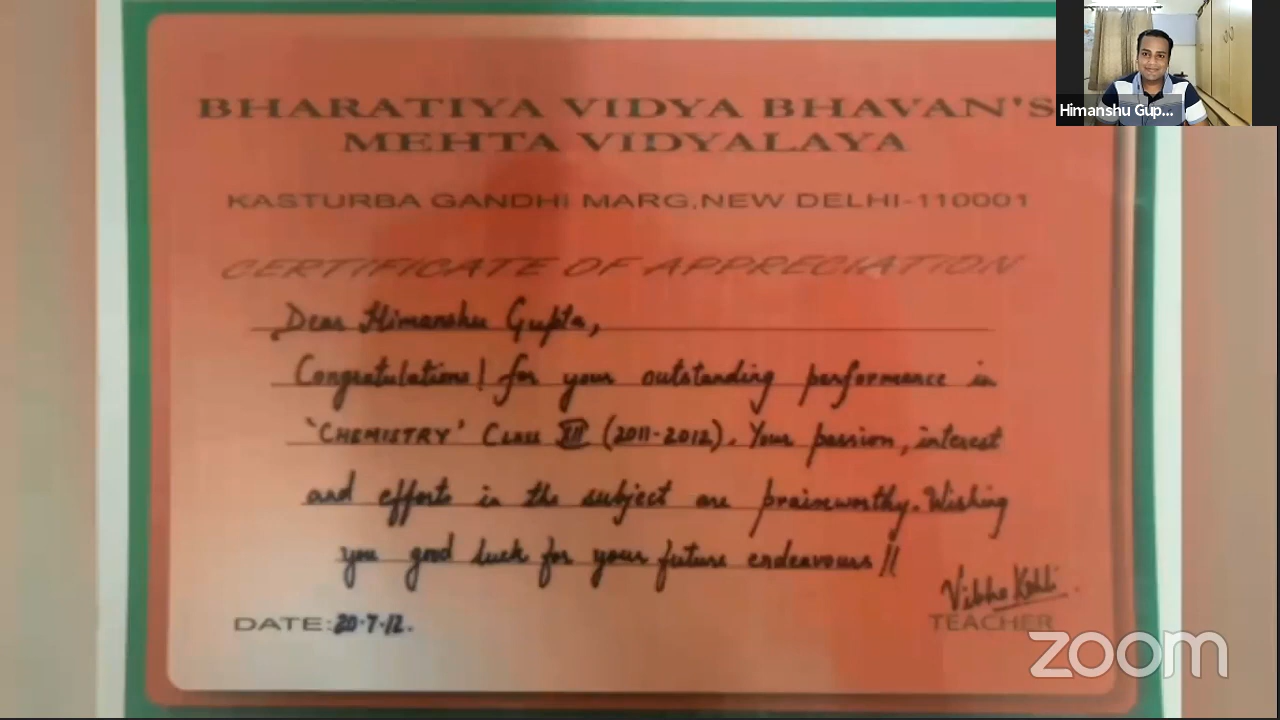 BHARATIYA VIDYA BHAVAN'S
MEHTA VIDYALAYA
KASTURBA GANDHI MARG,NEW DELHI-110001
CERTIFICATE OF APPRECIATION
Dear Himanshu Gupta,
Congratulations! for your outstanding performance in
'CHEMISTRY' CLASS XII (2011-2012). Your passion, interest
and efforts in the subject are praiseworthy. Wishing
you good luck for your future endeavours!!
Vibha Kohli
DATE:20.7.12.
TEACHER
Himanshu Gup...
zoom